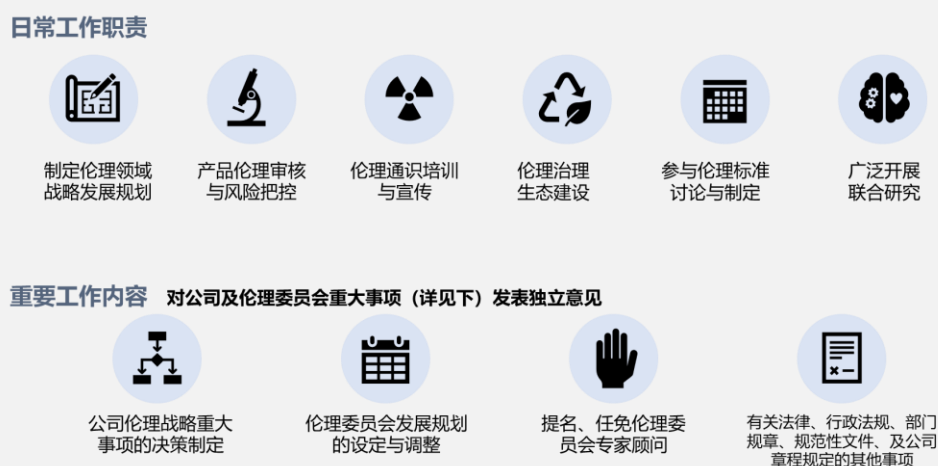 日常工作职责
制定伦理领域
战略发展规划
产品伦理审核
与风险把控
伦理通识培训
与宣传
伦理治理
生态建设
参与伦理标准
讨论与制定
广泛开展
联合研究
重要工作内容 对公司及伦理委员会重大事项（详见下）发表独立意见
公司伦理战略重大
事项的决策制定
伦理委员会发展规划
的设定与调整
提名、任免伦理委
员会专家顾问
有关法律、行政法规、部门
规章、规范性文件、及公司
章程规定的其他事项